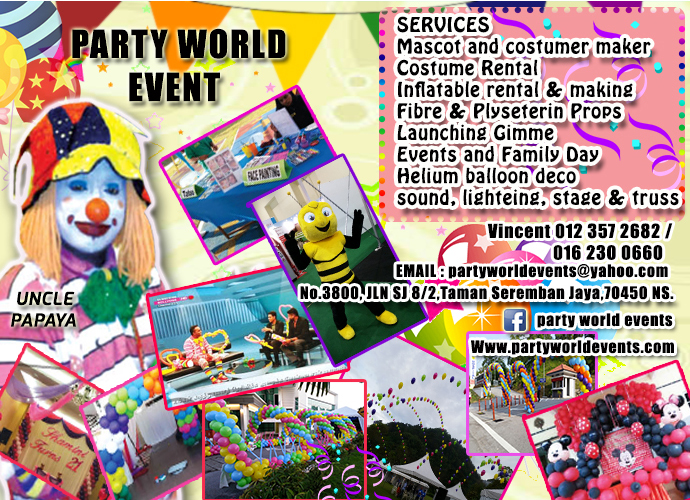 PARTY WORLD
EVENT
SERVICES
Mascot and costumer maker
Costume Rental
Inflatable rental & making
Fibre & Plyseterin Props
Launching Gimme
Events and Family Day
Helium balloon deco
sound, lighteing, stage & truss
Vincent 012 357 2682 /
016 230 0660
EMAIL : partyworldevents@yahoo.com
No.3800, JLN SJ 8/2,Taman Seremban Jaya,70450 NS.
party world events
Www.partyworldevents.com
UNCLE
PAPAYA
FACE PAINTING
Tatoo
Turns 21